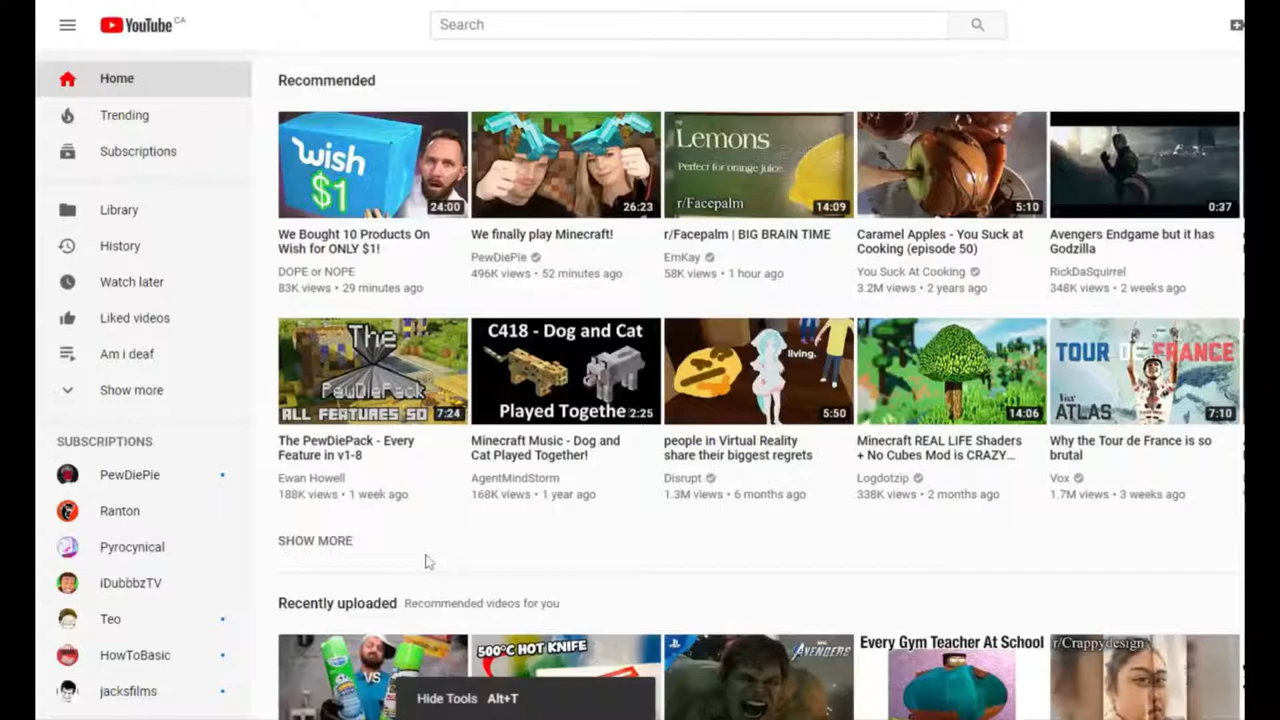 YouTube CA
Search
Home
Trending
Subscriptions
Library
History
Watch later
Liked videos
Am i deaf
Show more
SUBSCRIPTIONS
PewDiePie
Ranton
Pyrocynical
iDubbbzTV
Teo
HowToBasic
jacksfilms
Recommended
wish
$1
24:00
We Bought 10 Products On
Wish for ONLY $1!
DOPE or NOPE
83K views • 29 minutes ago
26:23
We finally play Minecraft!
PewDiePie
496K views • 52 minutes ago
Lemons
Perfect for orange juice.
r/Facepalm
14:09
r/Facepalm | BIG BRAIN TIME
EmKay
58K views • 1 hour ago
5:10
Caramel Apples - You Suck at
Cooking (episode 50)
You Suck At Cooking
3.2M views • 2 years ago
0:37
Avengers Endgame but it has
Godzilla
RickDaSquirrel
348K views • 2 weeks ago
The
PewDiePack
ALL FEATURES SO
7:24
The PewDiePack - Every
Feature in v1-8
Ewan Howell
188K views • 1 week ago
C418 - Dog and Cat
Played Togethe
2:25
Minecraft Music - Dog and
Cat Played Together!
AgentMindStorm
168K views • 1 year ago
living,
5:50
people in Virtual Reality
share their biggest regrets
Disrupt
1.3M views • 6 months ago
14:06
Minecraft REAL LIFE Shaders
+ No Cubes Mod is CRAZY...
Logdotzip
338K views • 2 months ago
TOUR DE FRANCE
Vox
ATLAS
7:10
Why the Tour de France is so
brutal
Vox
1.7M views • 3 weeks ago
SHOW MORE
Recently uploaded Recommended videos for you
VS
500°C HOT KNIFE
AVENGERS
Every Gym Teacher At School
r/Crappydesign
Hide Tools Alt+T